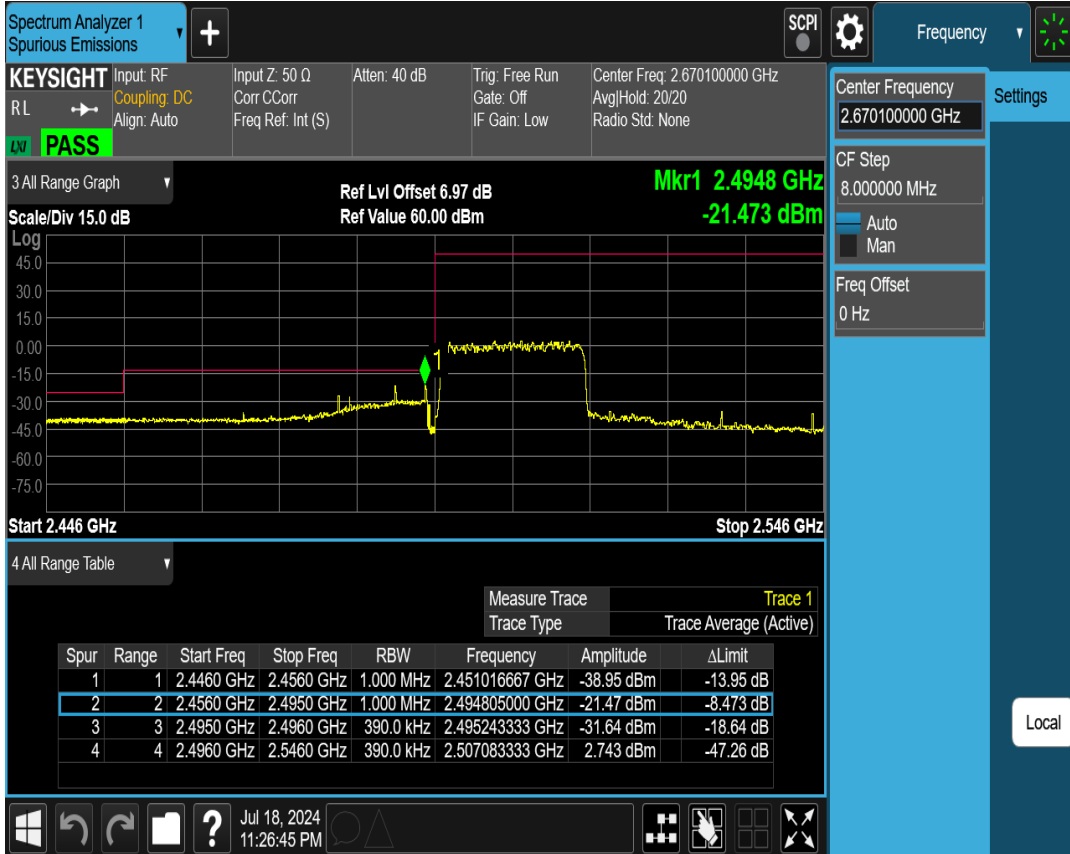 Spectrum Analyzer 1
Spurious Emissions
+
SCPI
Frequency
KEYSIGHT
RL
LXI
PASS
Input: RF
Coupling: DC
Align: Auto
Input Z: 50 Ω
Corr CCorr
Freq Ref: Int (S)
Atten: 40 dB
Trig: Free Run
Gate: Off
IF Gain: Low
Center Freq: 2.670100000 GHz
Avg|Hold: 20/20
Radio Std: None
Center Frequency
2.670100000 GHz
Settings
CF Step
8.000000 MHz
Auto
Man
Freq Offset
0 Hz
3 All Range Graph
Scale/Div 15.0 dB
Ref Lvl Offset 6.97 dB
Ref Value 60.00 dBm
Mkr1 2.4948 GHz
-21.473 dBm
Log
45.0
30.0
15.0
0.00
-15.0
-30.0
-45.0
-60.0
-75.0
Start 2.446 GHz
Stop 2.546 GHz
4 All Range Table
Measure Trace Trace 1
Trace Type Trace Average (Active)
Spur Range Start Freq Stop Freq RBW Frequency Amplitude ΔLimit
1 1 2.4460 GHz 2.4560 GHz 1.000 MHz 2.451016667 GHz -38.95 dBm -13.95 dB
2 2 2.4560 GHz 2.4950 GHz 1.000 MHz 2.494805000 GHz -21.47 dBm -8.473 dB
3 3 2.4950 GHz 2.4960 GHz 390.0 kHz 2.495243333 GHz -31.64 dBm -18.64 dB
4 4 2.4960 GHz 2.5460 GHz 390.0 kHz 2.507083333 GHz 2.743 dBm -47.26 dB
Local
?
Jul 18, 2024
11:26:45 PM